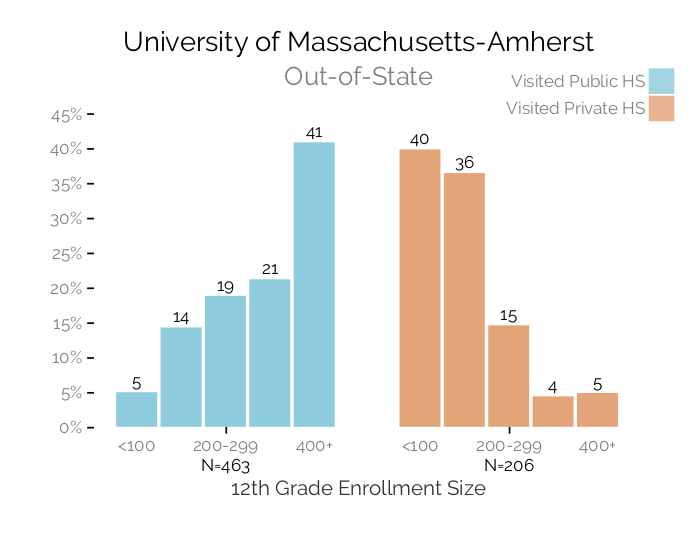 University of Massachusetts-Amherst
Out-of-State
Visited Public HS
Visited Private HS
45%
40%
35%
30%
25%
20%
15%
10%
5%
0%
5
14
19
21
41
40
36
15
4
5
<100 200-299 400+ <100 200-299 400+
N=463 N=206
12th Grade Enrollment Size